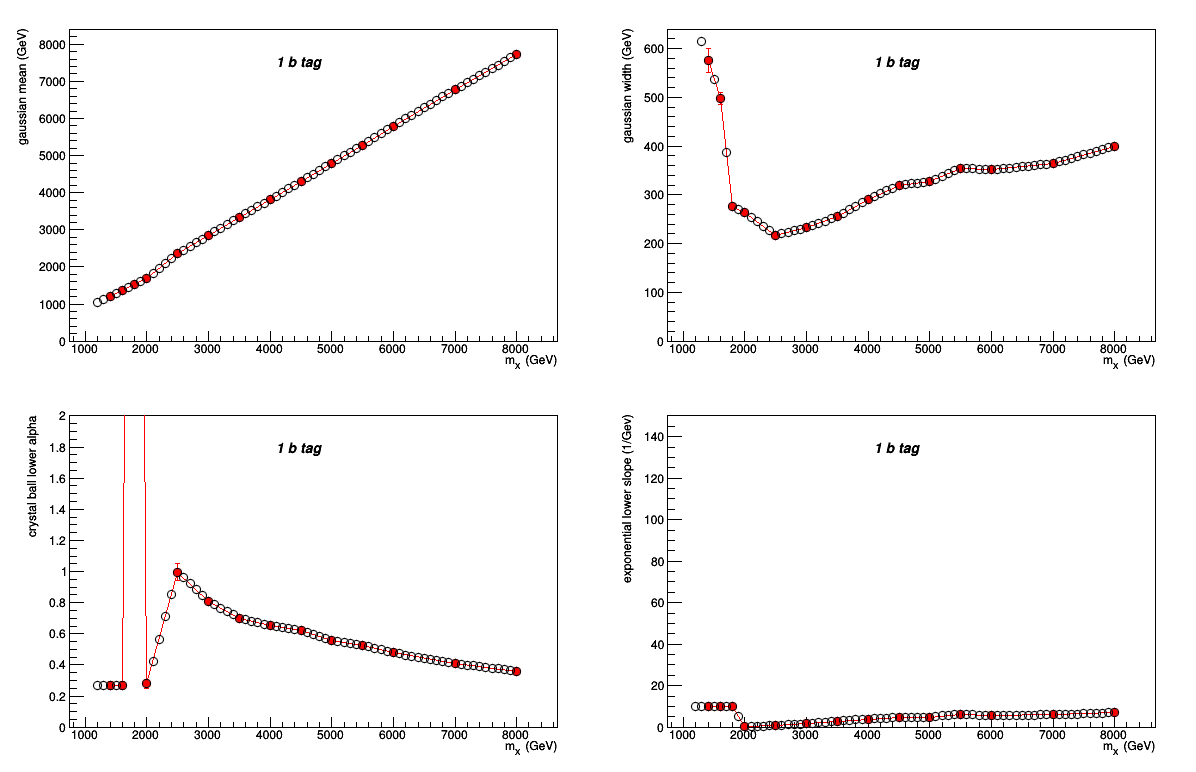 gaussian mean (GeV)
1 b tag
8000
7000
6000
5000
4000
3000
2000
1000
0
1000 2000 3000 4000 5000 6000 7000 8000
mx (GeV)
gaussian width (GeV)
1 b tag
600
500
400
300
200
100
0
1000 2000 3000 4000 5000 6000 7000 8000
mx (GeV)
crystal ball lower alpha
1 b tag
2
1.8
1.6
1.4
1.2
1
0.8
0.6
0.4
0.2
0
1000 2000 3000 4000 5000 6000 7000 8000
mx (GeV)
exponential lower slope (1/Gev)
1 b tag
140
120
100
80
60
40
20
0
1000 2000 3000 4000 5000 6000 7000 8000
mx (GeV)